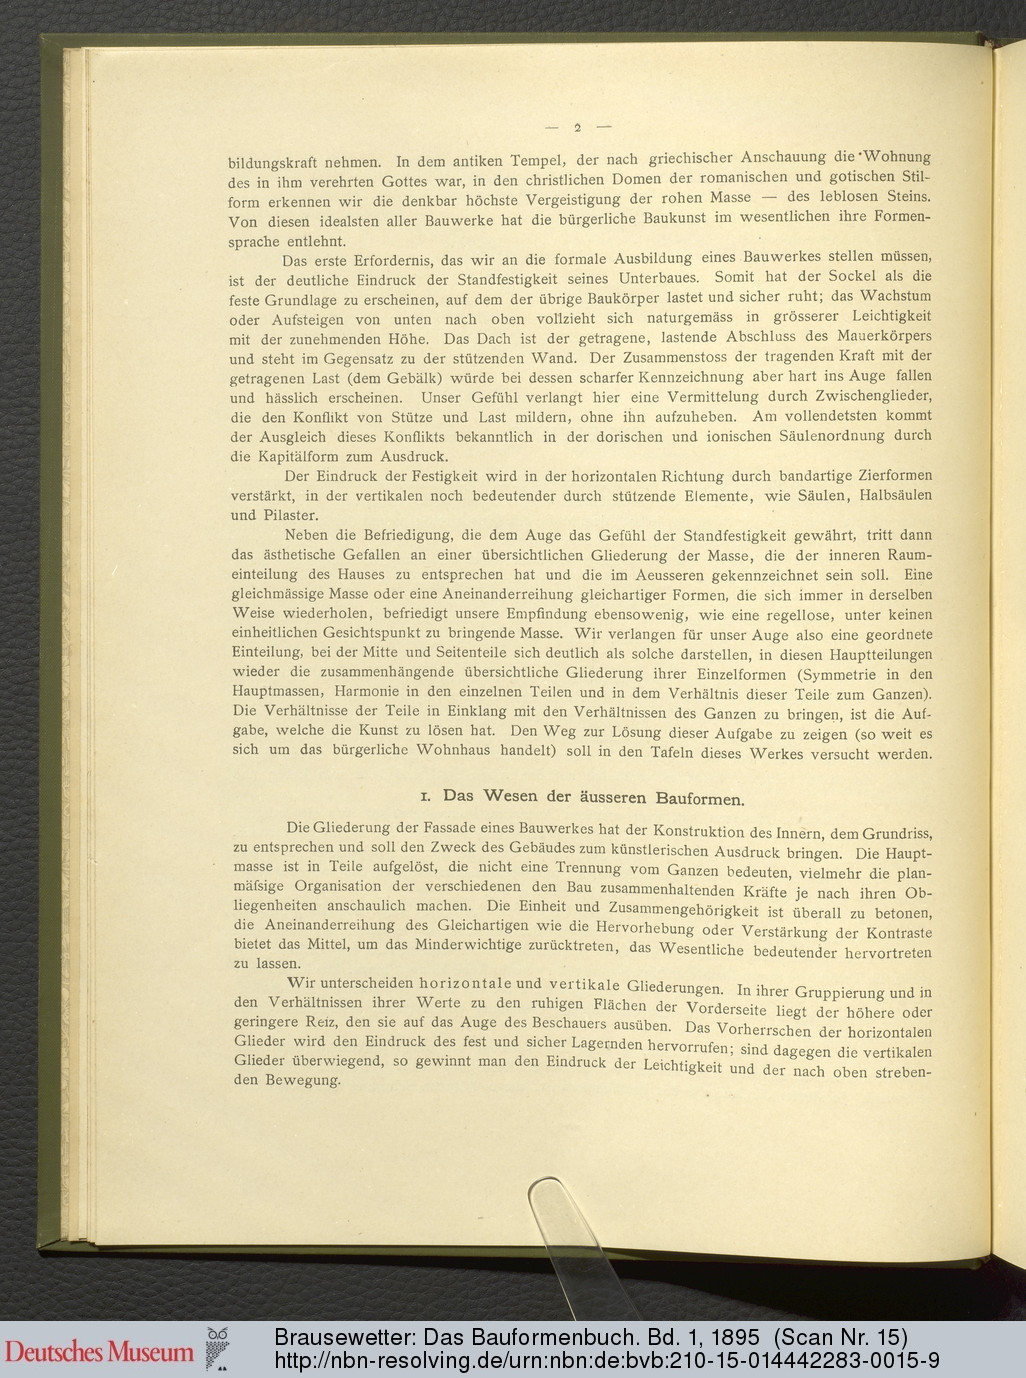 — 2 —
bildungskraft nehmen. In dem antiken Tempel, der nach griechischer Anschauung die Wohnung
des in ihm verehrten Gottes war, in den christlichen Domen der romanischen und gotischen Stil-
form erkennen wir die denkbar höchste Vergeistigung der rohen Masse — des leblosen Steins.
Von diesen idealsten aller Bauwerke hat die bürgerliche Baukunst im wesentlichen ihre Formen-
sprache entlehnt.
Das erste Erfordernis, das wir an die formale Ausbildung eines Bauwerkes stellen müssen,
ist der deutliche Eindruck der Standfestigkeit seines Unterbaues. Somit hat der Sockel als die
feste Grundlage zu erscheinen, auf dem der übrige Baukörper lastet und sicher ruht; das Wachstum
oder Aufsteigen von unten nach oben vollzieht sich naturgemäss in grösserer Leichtigkeit
mit der zunehmenden Höhe. Das Dach ist der getragene, lastende Abschluss des Mauerkörpers
und steht im Gegensatz zu der stützenden Wand. Der Zusammenstoss der tragenden Kraft mit der
getragenen Last (dem Gebälk) würde bei dessen scharfer Kennzeichnung aber hart ins Auge fallen
und hässlich erscheinen. Unser Gefühl verlangt hier eine Vermittelung durch Zwischenglieder,
die den Konflikt von Stütze und Last mildern, ohne ihn aufzuheben. Am vollendetsten kommt
der Ausgleich dieses Konflikts bekanntlich in der dorischen und ionischen Säulenordnung durch
die Kapitälform zum Ausdruck.
Der Eindruck der Festigkeit wird in der horizontalen Richtung durch bandartige Zierformen
verstärkt, in der vertikalen noch bedeutender durch stützende Elemente, wie Säulen, Halbsäulen
und Pilaster.
Neben die Befriedigung, die dem Auge das Gefühl der Standfestigkeit gewährt, tritt dann
das ästhetische Gefallen an einer übersichtlichen Gliederung der Masse, die der inneren Raum-
einteilung des Hauses zu entsprechen hat und die im Aeusseren gekennzeichnet sein soll. Eine
gleichmässige Masse oder eine Aneinanderreihung gleichartiger Formen, die sich immer in derselben
Weise wiederholen, befriedigt unsere Empfindung ebensowenig, wie eine regellose, unter keinen
einheitlichen Gesichtspunkt zu bringende Masse. Wir verlangen für unser Auge also eine geordnete
Einteilung, bei der Mitte und Seitenteile sich deutlich als solche darstellen, in diesen Hauptteilungen
wieder die zusammenhängende übersichtliche Gliederung ihrer Einzelformen (Symmetrie in den
Hauptmassen, Harmonie in den einzelnen Teilen und in dem Verhältnis dieser Teile zum Ganzen).
Die Verhältnisse der Teile in Einklang mit den Verhältnissen des Ganzen zu bringen, ist die Auf-
gabe, welche die Kunst zu lösen hat. Den Weg zur Lösung dieser Aufgabe zu zeigen (so weit es
sich um das bürgerliche Wohnhaus handelt) soll in den Tafeln dieses Werkes versucht werden.
1. Das Wesen der äusseren Bauformen.
Die Gliederung der Fassade eines Bauwerkes hat der Konstruktion des Innern, dem Grundriss,
zu entsprechen und soll den Zweck des Gebäudes zum künstlerischen Ausdruck bringen. Die Haupt-
masse ist in Teile aufgelöst, die nicht eine Trennung vom Ganzen bedeuten, vielmehr die plan-
mäfsige Organisation der verschiedenen den Bau zusammenhaltenden Kräfte je nach ihren Ob-
liegenheiten anschaulich machen. Die Einheit und Zusammengehörigkeit ist überall zu betonen,
die Aneinanderreihung des Gleichartigen wie die Hervorhebung oder Verstärkung der Kontraste
bietet das Mittel, um das Minderwichtige zurücktreten, das Wesentliche bedeutender hervortreten
zu lassen.
Wir unterscheiden horizontale und vertikale Gliederungen. In ihrer Gruppierung und in
den Verhältnissen ihrer Werte zu den ruhigen Flächen der Vorderseite liegt der höhere oder
geringere Reiz, den sie auf das Auge des Beschauers ausüben. Das Vorherrschen der horizontalen
Glieder wird den Eindruck des fest und sicher Lagernden hervorrufen; sind dagegen die vertikalen
Glieder überwiegend, so gewinnt man den Eindruck der Leichtigkeit und der nach oben streben-
den Bewegung.
Deutsches Museum
Brausewetter: Das Bauformenbuch. Bd. 1, 1895 (Scan Nr. 15)
http://nbn-resolving.de/urn:nbn:de:bvb:210-15-014442283-0015-9